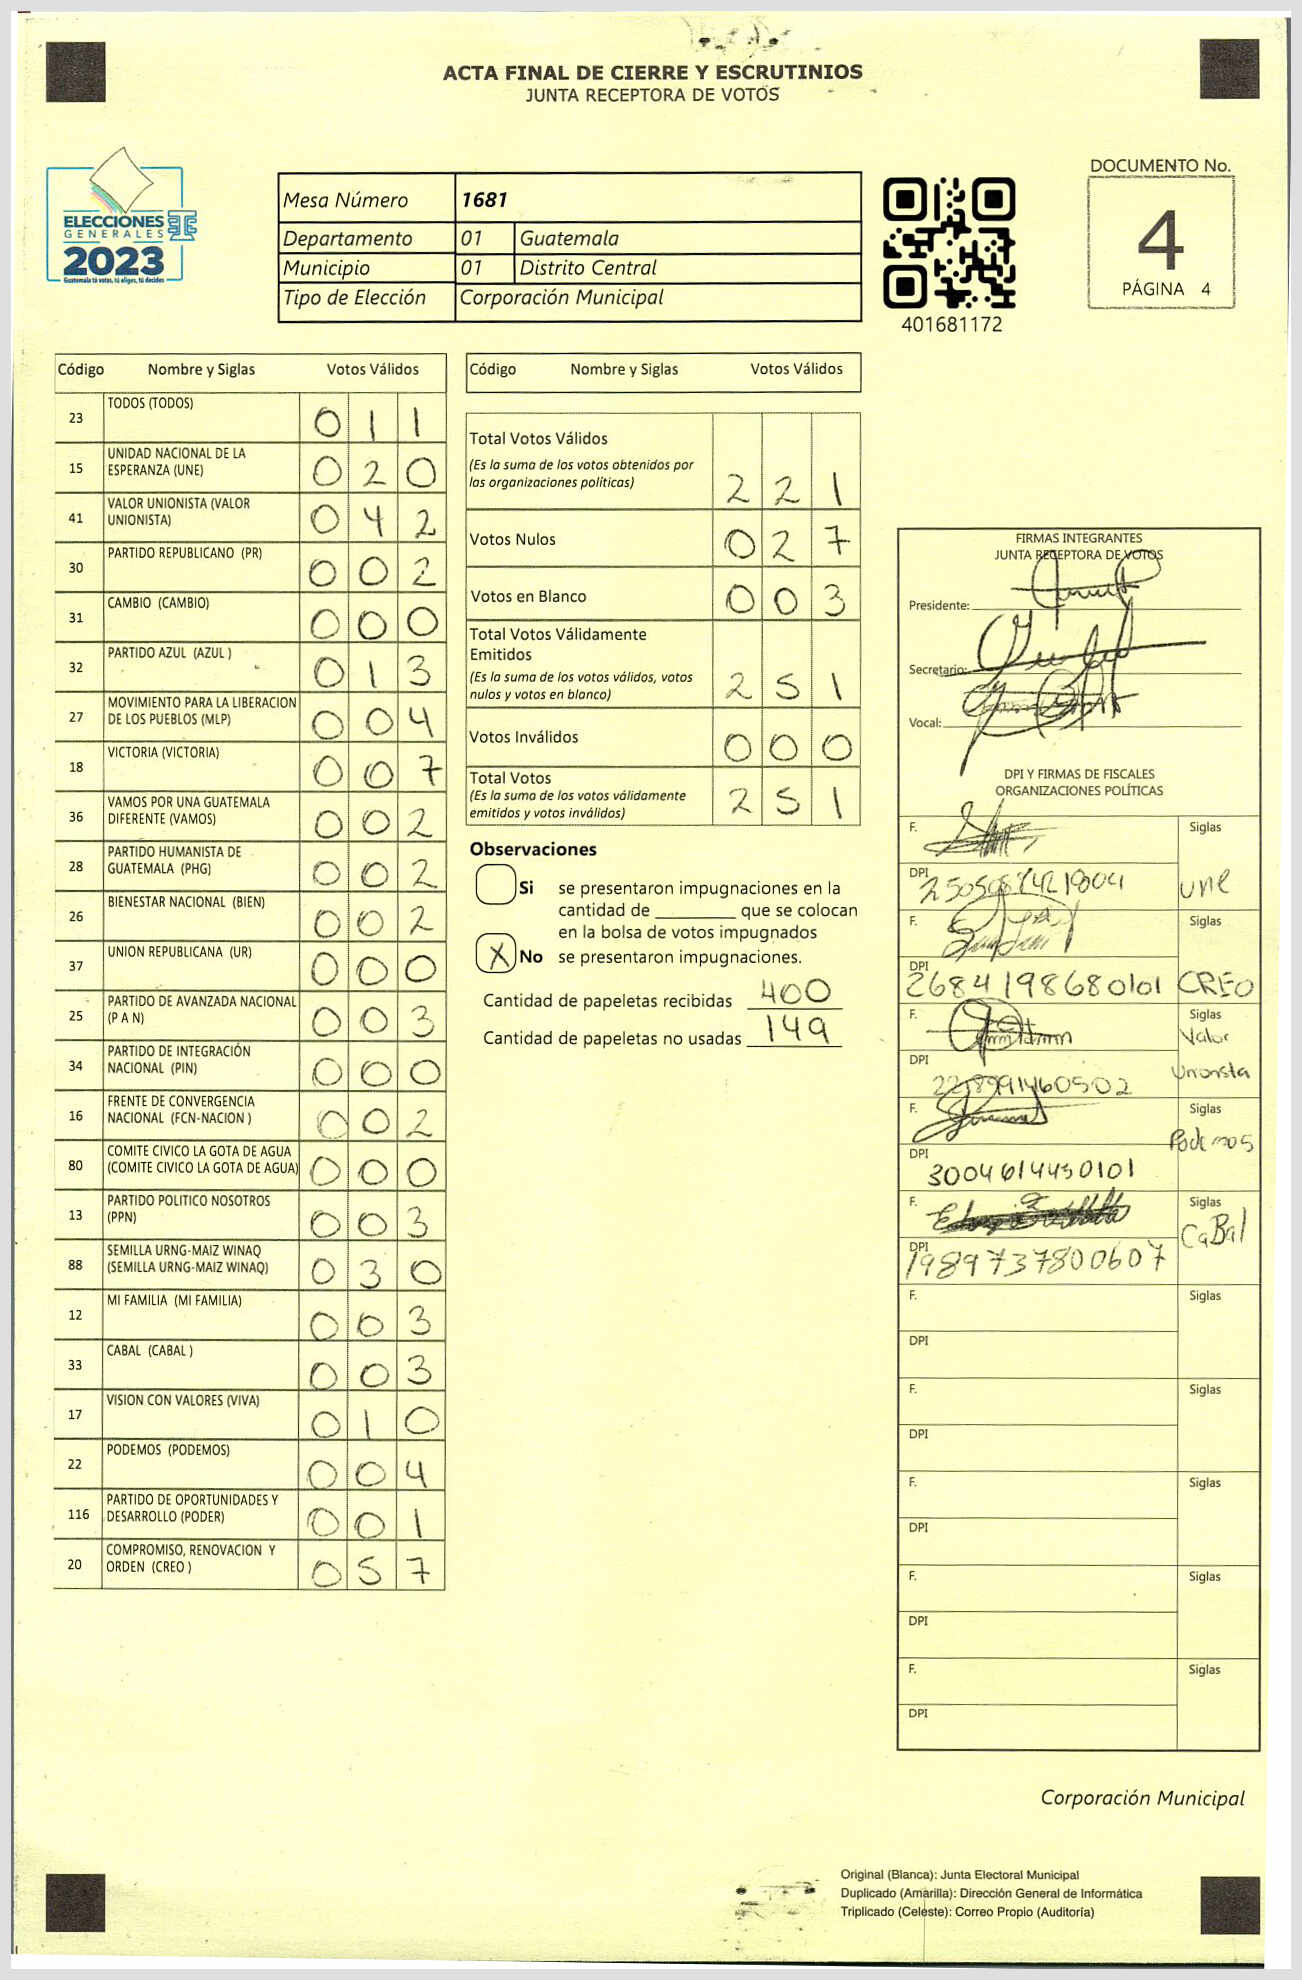 ACTA FINAL DE CIERRE Y ESCRUTINIOS
JUNTA RECEPTORA DE VOTOS
ELECCIONES
GENERALES
2023
Guatemala tú votas, tú eliges, tú decides
Mesa Número 1681
Departamento 01 Guatemala
Municipio 01 Distrito Central
Tipo de Elección Corporación Municipal
401681172
DOCUMENTO No.
4
PÁGINA 4
Código Nombre y Siglas Votos Válidos
23 TODOS (TODOS) 0 1 1
15 UNIDAD NACIONAL DE LA
ESPERANZA (UNE) 0 2 0
41 VALOR UNIONISTA (VALOR
UNIONISTA) 0 4 2
30 PARTIDO REPUBLICANO (PR) 0 0 2
31 CAMBIO (CAMBIO) 0 0 0
32 PARTIDO AZUL (AZUL ) 0 1 3
27 MOVIMIENTO PARA LA LIBERACION
DE LOS PUEBLOS (MLP) 0 0 4
18 VICTORIA (VICTORIA) 0 0 7
36 VAMOS POR UNA GUATEMALA
DIFERENTE (VAMOS) 0 0 2
28 PARTIDO HUMANISTA DE
GUATEMALA (PHG) 0 0 2
26 BIENESTAR NACIONAL (BIEN) 0 0 2
37 UNION REPUBLICANA (UR) 0 0 0
25 PARTIDO DE AVANZADA NACIONAL
(P A N) 0 0 3
34 PARTIDO DE INTEGRACIÓN
NACIONAL (PIN) 0 0 0
16 FRENTE DE CONVERGENCIA
NACIONAL (FCN-NACION ) 0 0 2
80 COMITE CIVICO LA GOTA DE AGUA
(COMITE CIVICO LA GOTA DE AGUA) 0 0 0
13 PARTIDO POLITICO NOSOTROS
(PPN) 0 0 3
88 SEMILLA URNG-MAIZ WINAQ
(SEMILLA URNG-MAIZ WINAQ) 0 3 0
12 MI FAMILIA (MI FAMILIA) 0 0 3
33 CABAL (CABAL ) 0 0 3
17 VISION CON VALORES (VIVA) 0 1 0
22 PODEMOS (PODEMOS) 0 0 4
116 PARTIDO DE OPORTUNIDADES Y
DESARROLLO (PODER) 0 0 1
20 COMPROMISO, RENOVACION Y
ORDEN (CREO ) 0 5 7
Código Nombre y Siglas Votos Válidos
Total Votos Válidos
(Es la suma de los votos obtenidos por
las organizaciones políticas) 2 2 1
Votos Nulos 0 2 7
Votos en Blanco 0 0 3
Total Votos Válidamente
Emitidos
(Es la suma de los votos válidos, votos
nulos y votos en blanco) 2 5 1
Votos Inválidos 0 0 0
Total Votos
(Es la suma de los votos válidamente
emitidos y votos inválidos) 2 5 1
Observaciones
Si se presentaron impugnaciones en la
cantidad de ________ que se colocan
en la bolsa de votos impugnados
X No se presentaron impugnaciones.
Cantidad de papeletas recibidas 400
Cantidad de papeletas no usadas 149
FIRMAS INTEGRANTES
JUNTA RECEPTORA DE VOTOS
Presidente:
Secretario:
Vocal:
DPI Y FIRMAS DE FISCALES
ORGANIZACIONES POLÍTICAS
F. Siglas
DPI une
F. Siglas
DPI 2684198680101 CREO
F. Siglas
Valor
DPI Unionista
F. Siglas
Podemos
DPI 3004614450101
F. Siglas
CaBal
DPI 1989737800607
F. Siglas
DPI
F. Siglas
DPI
F. Siglas
DPI
F. Siglas
DPI
F. Siglas
DPI
Corporación Municipal
Original (Blanca): Junta Electoral Municipal
Duplicado (Amarilla): Dirección General de Informática
Triplicado (Celeste): Correo Propio (Auditoría)